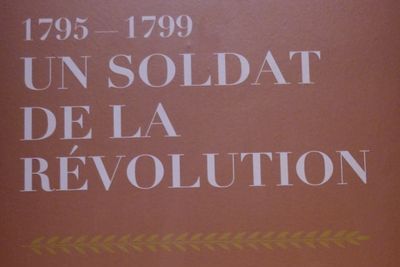 1795 — 1799
UN SOLDAT
DE LA
RÉVOLUTION